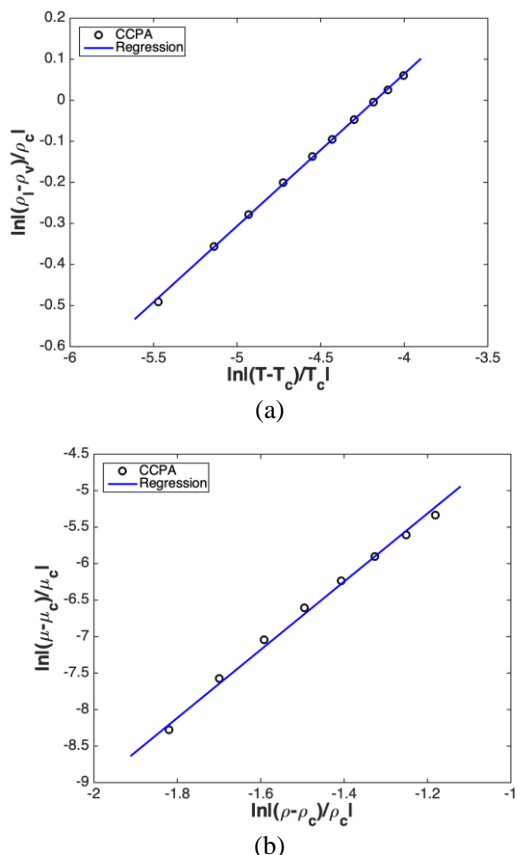 CCPA
Regression
0.2
0.1
0
-0.1
-0.2
-0.3
-0.4
-0.5
-0.6
ln|(ρl-ρv)/ρc|
-6 -5.5 -5 -4.5 -4 -3.5
ln|(T-Tc)/Tc|
(a)
CCPA
Regression
-4.5
-5
-5.5
-6
-6.5
-7
-7.5
-8
-8.5
-9
ln|(μ-μc)/μc|
-2 -1.8 -1.6 -1.4 -1.2 -1
ln|(ρ-ρc)/ρc|
(b)